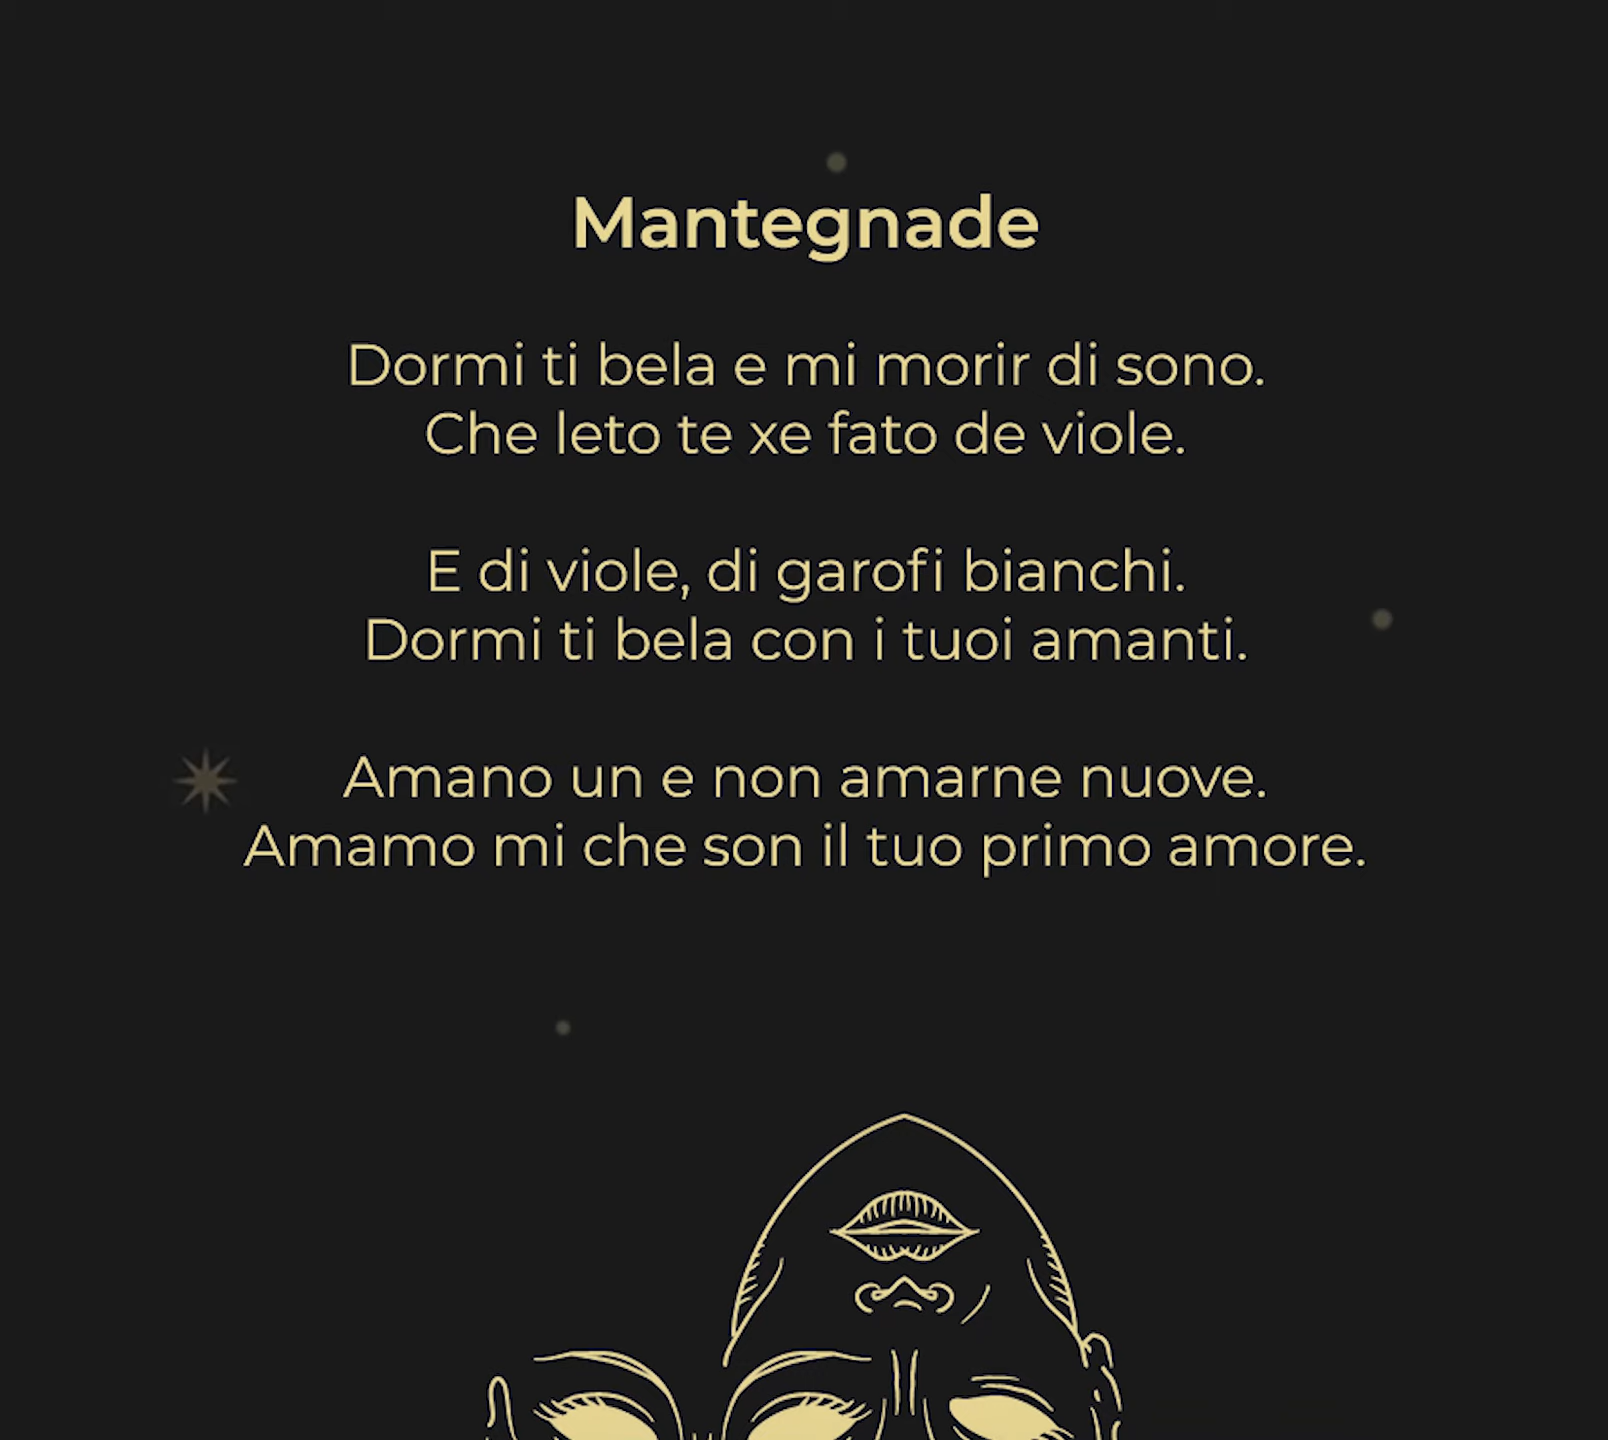 Mantegnade
Dormi ti bela e mi morir di sono.
Che leto te xe fato de viole.
E di viole, di garofi bianchi.
Dormi ti bela con i tuoi amanti.
Amano un e non amarne nuove.
Amamo mi che son il tuo primo amore.